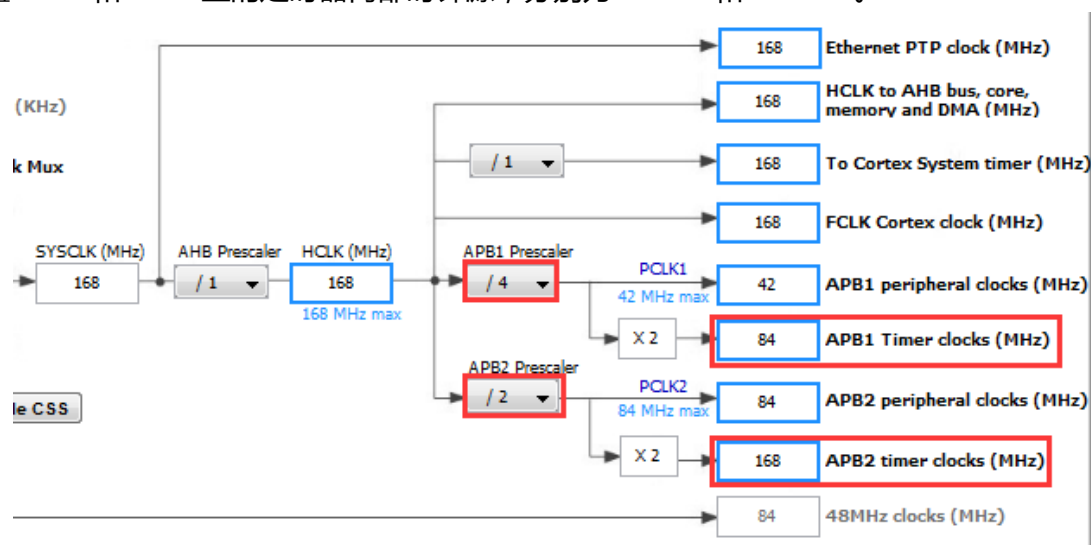 168 Ethernet PTP clock (MHz)
(KHz)
168 HCLK to AHB bus, core,
memory and DMA (MHz)
k Mux
/ 1 168 To Cortex System timer (MHz)
168 FCLK Cortex clock (MHz)
SYSCLK (MHz) AHB Prescaler HCLK (MHz) APB1 Prescaler
168 / 1 168 / 4 PCLK1 42 APB1 peripheral clocks (MHz)
168 MHz max 42 MHz max
X 2 84 APB1 Timer clocks (MHz)
APB2 Prescaler
/ 2 PCLK2 84 APB2 peripheral clocks (MHz)
le CSS 84 MHz max
X 2 168 APB2 timer clocks (MHz)
84 48MHz clocks (MHz)